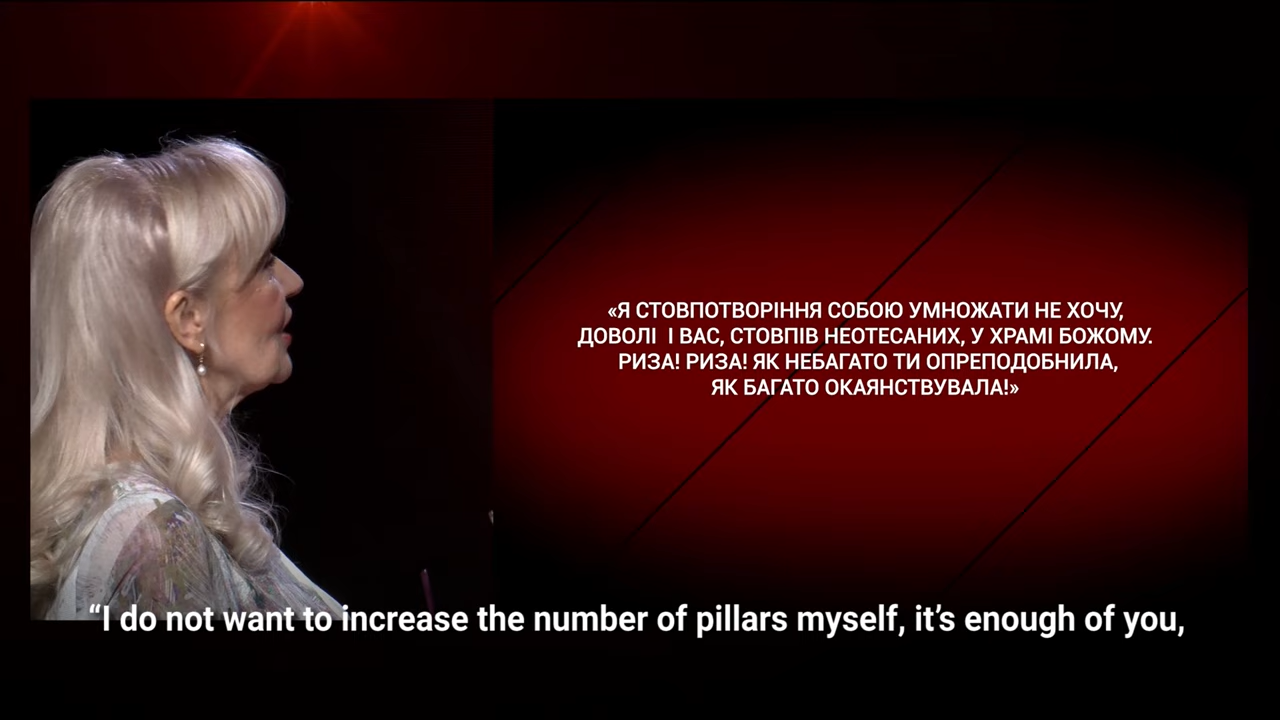 «Я СТОВПОТВОРІННЯ СОБОЮ УМНОЖАТИ НЕ ХОЧУ,
ДОВОЛІ І ВАС, СТОВПІВ НЕОТЕСАНИХ, У ХРАМІ БОЖОМУ.
РИЗА! РИЗА! ЯК НЕБАГАТО ТИ ОПРЕПОДОБНИЛА,
ЯК БАГАТО ОКАЯНСТВУВАЛА!»
“I do not want to increase the number of pillars myself, it’s enough of you,